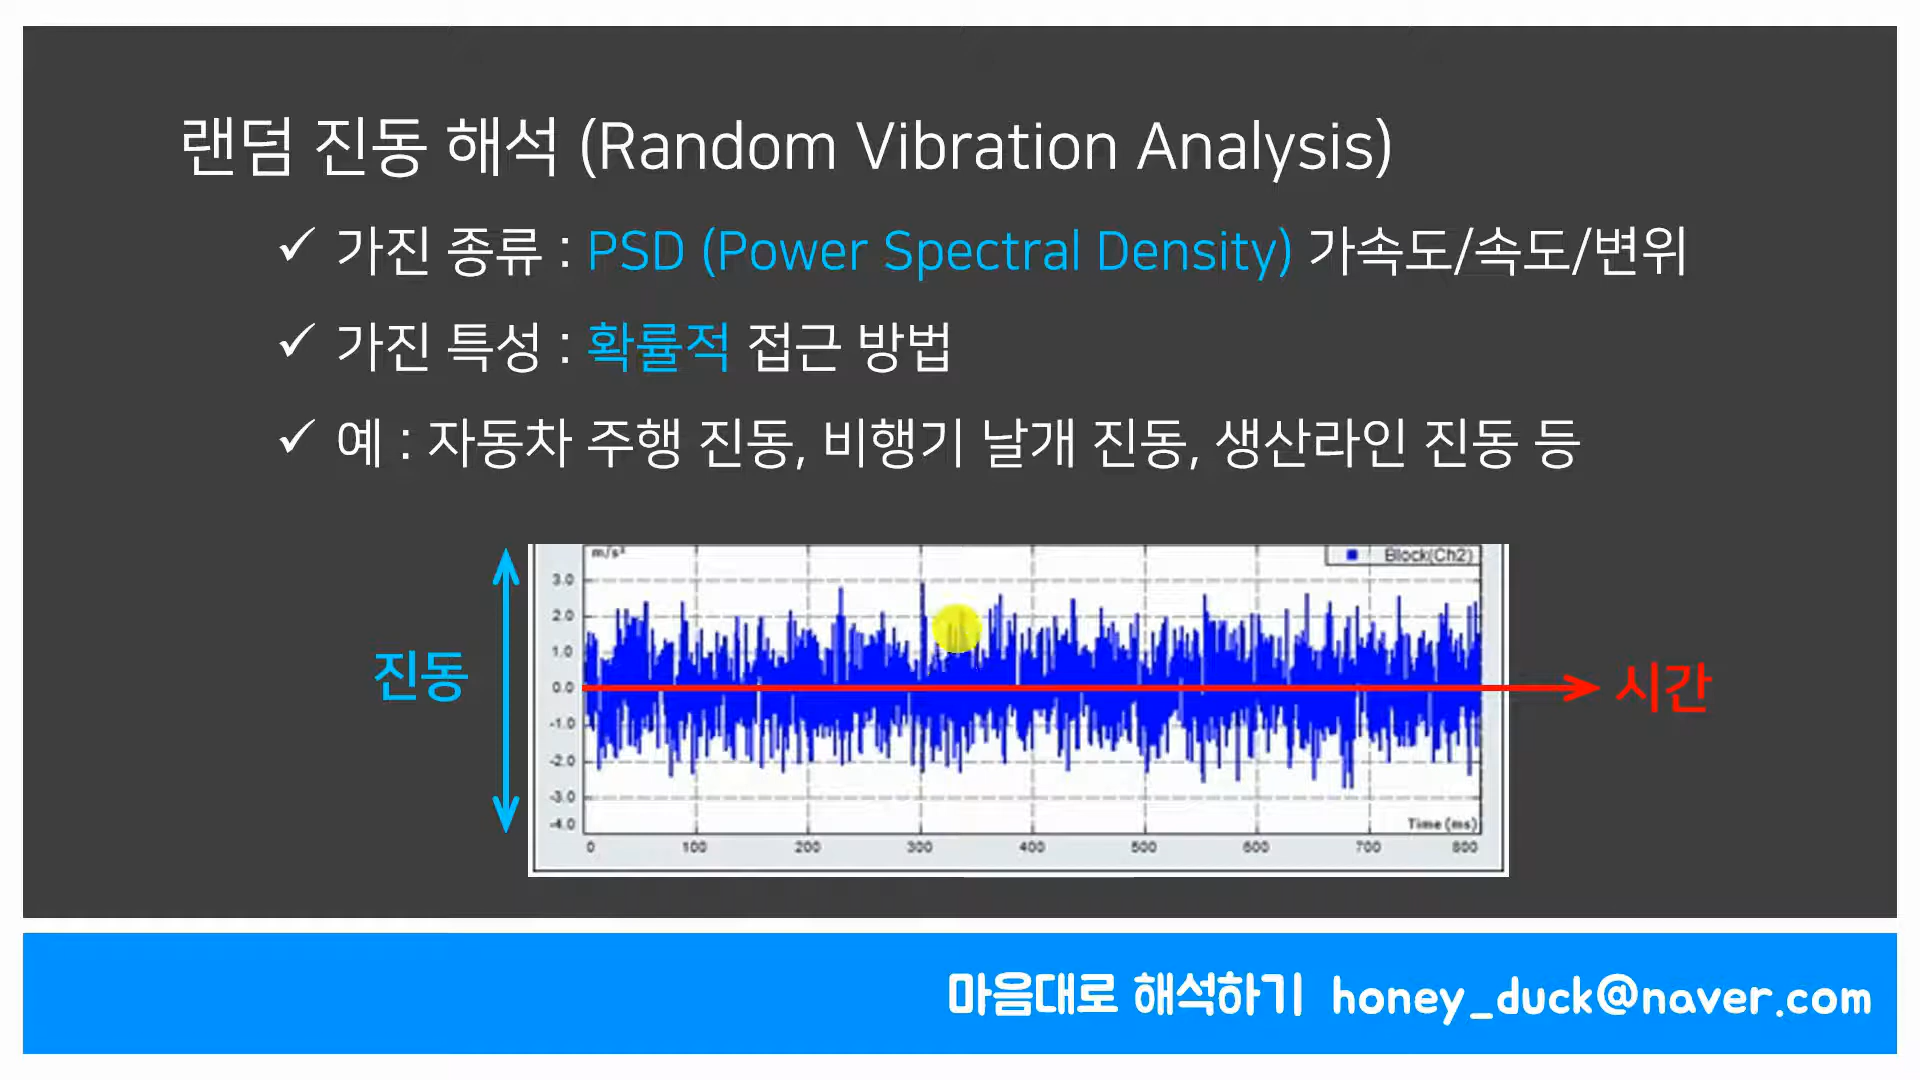 랜덤 진동 해석 (Random Vibration Analysis)
✓ 가진 종류 : PSD (Power Spectral Density) 가속도/속도/변위
✓ 가진 특성 : 확률적 접근 방법
✓ 예 : 자동차 주행 진동, 비행기 날개 진동, 생산라인 진동 등
m/s²
Block(Ch2)
3.0
2.0
1.0
0.0
-1.0
-2.0
-3.0
-4.0
진동
시간
Time (ms)
0 100 200 300 400 500 600 700 800
마음대로 해석하기 honey_duck@naver.com